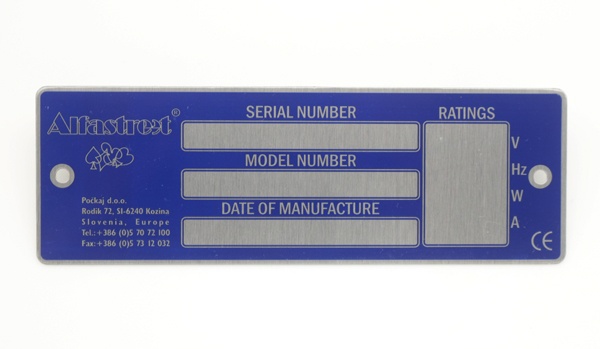 Alfastreet®
Počkaj d.o.o.
Rodik 72, SI-6240 Kozina
Slovenia, Europe
Tel.: +386 (0)5 70 72 100
Fax: +386 (0)5 73 12 032
SERIAL NUMBER
MODEL NUMBER
DATE OF MANUFACTURE
RATINGS
V
Hz
W
A
CE